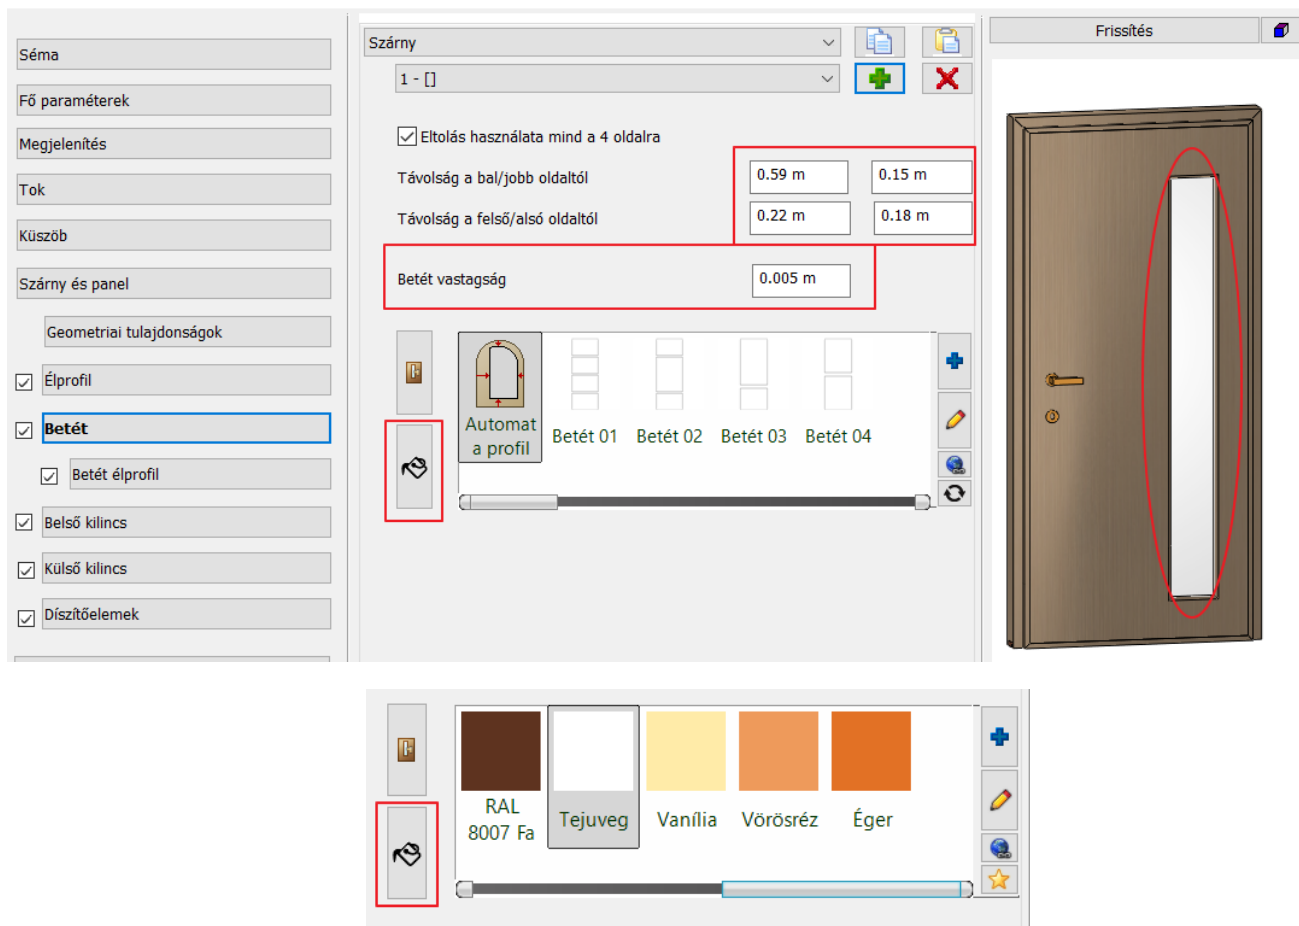 Séma
Fő paraméterek
Megjelenítés
Tok
Küszöb
Szárny és panel
Geometriai tulajdonságok
Élprofil
Betét
Betét élprofil
Belső kilincs
Külső kilincs
Díszítőelemek
Szárny
1 - []
Eltolás használata mind a 4 oldalra
Távolság a bal/jobb oldaltól 0.59 m 0.15 m
Távolság a felső/alsó oldaltól 0.22 m 0.18 m
Betét vastagság 0.005 m
Automat
a profil
Betét 01 Betét 02 Betét 03 Betét 04
Frissítés
RAL
8007 Fa
Tejuveg Vanília Vörösréz Éger